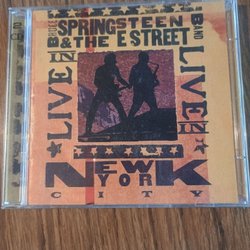 BRUCE SPRINGSTEEN
& THE E STREET BAND
LIVE IN
LIVE IN
NEW YORK
CITY